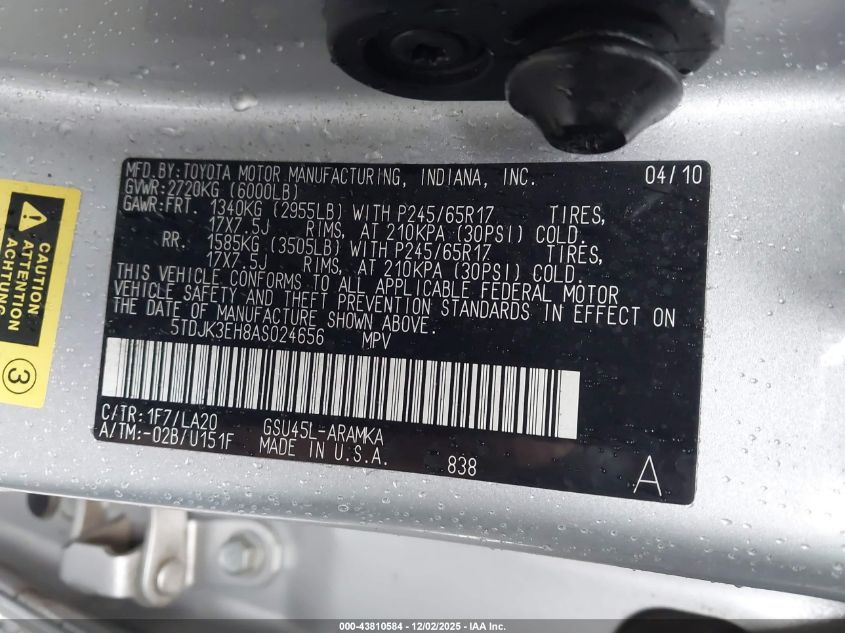 MFD.BY:TOYOTA MOTOR MANUFACTURING, INDIANA, INC. 04/10
GVWR:2720KG (6000LB)
GAWR:FRT. 1340KG (2955LB) WITH P245/65R17 TIRES,
17X7.5J RIMS, AT 210KPA (30PSI) COLD.
RR. 1585KG (3505LB) WITH P245/65R17 TIRES,
17X7.5J RIMS, AT 210KPA (30PSI) COLD.
THIS VEHICLE CONFORMS TO ALL APPLICABLE FEDERAL MOTOR
VEHICLE SAFETY AND THEFT PREVENTION STANDARDS IN EFFECT ON
THE DATE OF MANUFACTURE SHOWN ABOVE.
5TDJK3EH8AS024656 MPV
C/TR:1F7/LA20 GSU45L-ARAMKA
A/TM:-02B/U151F MADE IN U.S.A.
838
A
CAUTION
ATTENTION
ACHTUNG
3
000-43810584 - 12/02/2025 - IAA Inc.